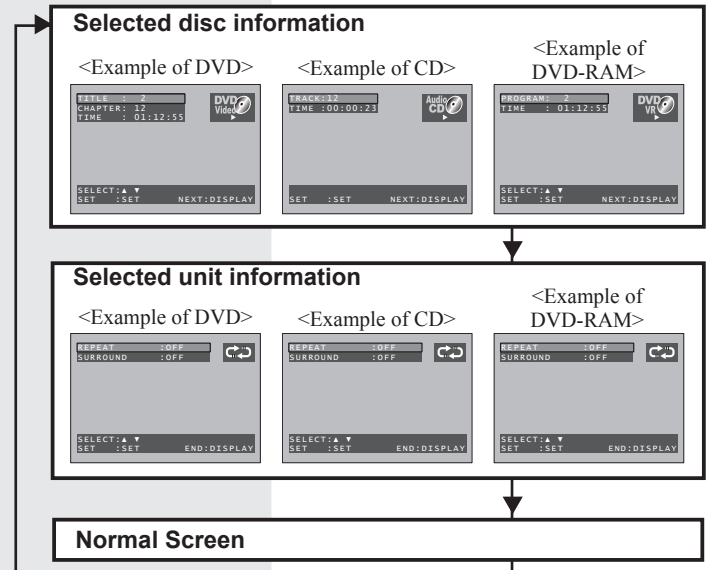 Selected disc information
<Example of DVD>
<Example of CD>
<Example of
DVD-RAM>
TITLE : 2
CHAPTER: 12
TIME : 01:12:55
DVD
Video
SELECT:▲ ▼
SET :SET NEXT:DISPLAY
TRACK:12
TIME :00:00:23
Audio
CD
SET :SET NEXT:DISPLAY
PROGRAM: 2
TIME : 01:12:55
DVD
VR
SELECT:▲ ▼
SET :SET NEXT:DISPLAY
Selected unit information
<Example of DVD>
<Example of CD>
<Example of
DVD-RAM>
REPEAT :OFF
SURROUND :OFF
SELECT:▲ ▼
SET :SET END:DISPLAY
REPEAT :OFF
SURROUND :OFF
SELECT:▲ ▼
SET :SET END:DISPLAY
REPEAT :OFF
SURROUND :OFF
SELECT:▲ ▼
SET :SET END:DISPLAY
Normal Screen